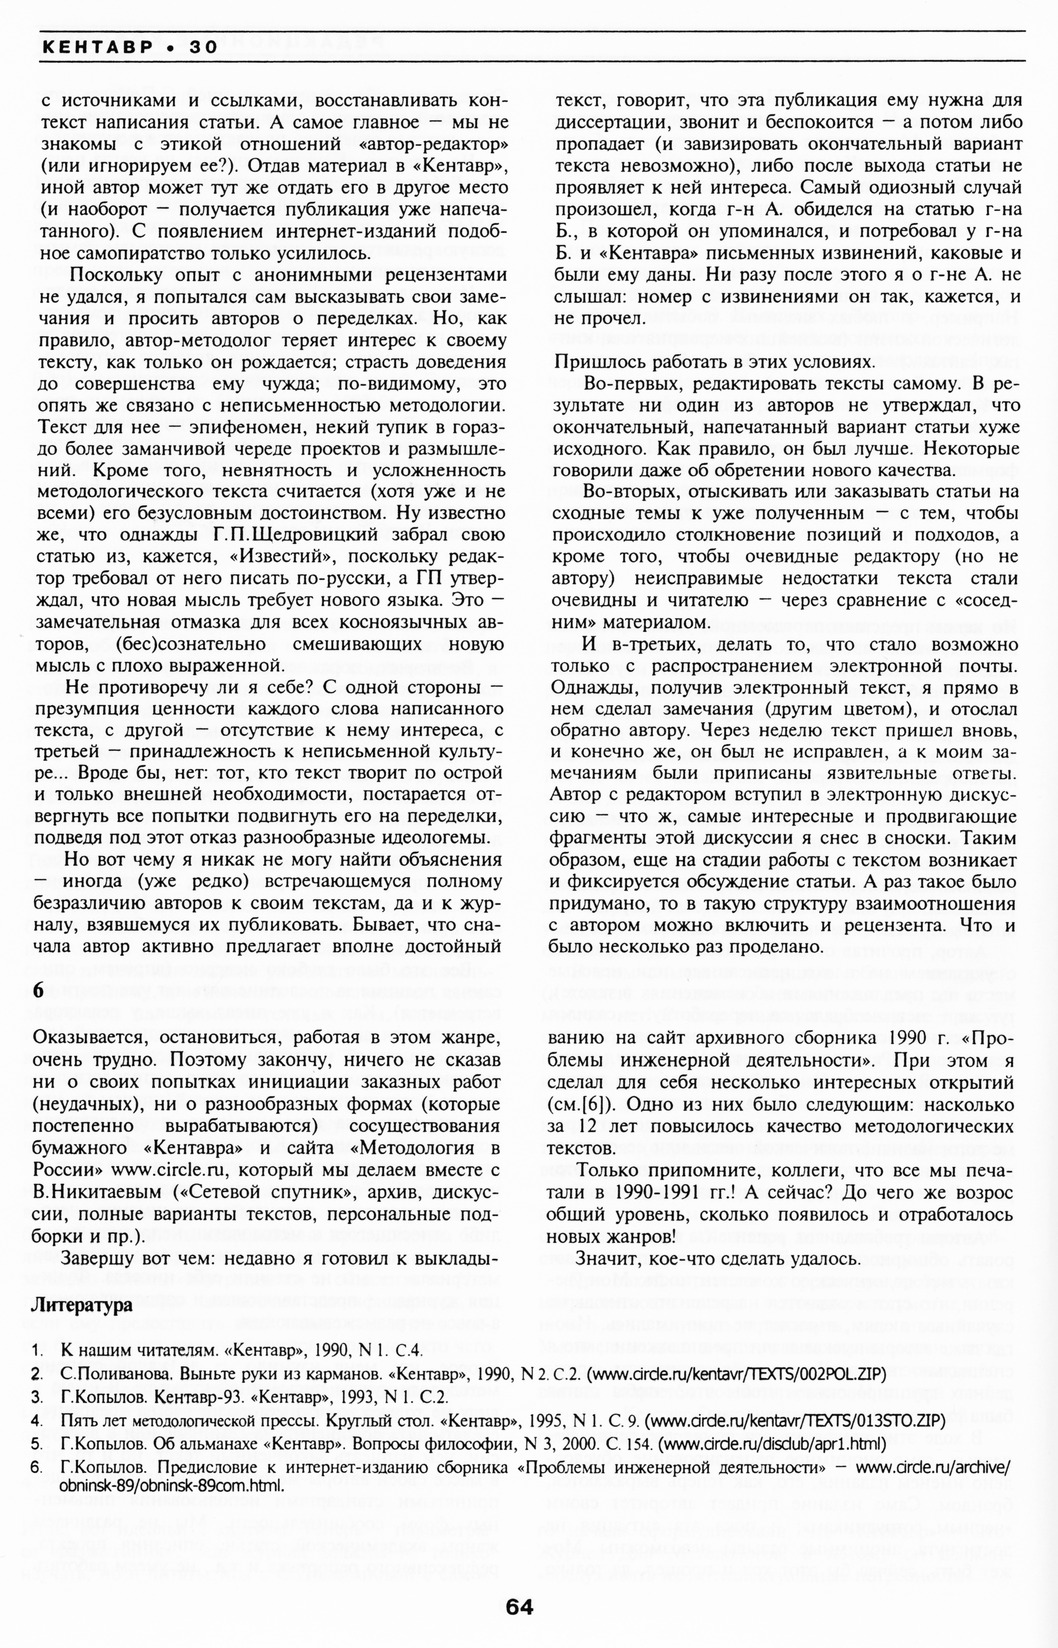 КЕНТАВР • 30
с источниками и ссылками, восстанавливать кон-
текст написания статьи. А самое главное — мы не
знакомы с этикой отношений «автор-редактор»
(или игнорируем ее?). Отдав материал в «Кентавр»,
иной автор может тут же отдать его в другое место
(и наоборот — получается публикация уже напеча-
танного). С появлением интернет-изданий подоб-
ное самопиратство только усилилось.
Поскольку опыт с анонимными рецензентами
не удался, я попытался сам высказывать свои заме-
чания и просить авторов о переделках. Но, как
правило, автор-методолог теряет интерес к своему
тексту, как только он рождается; страсть доведения
до совершенства ему чужда; по-видимому, это
опять же связано с неписьменностью методологии.
Текст для нее — эпифеномен, некий тупик в гораз-
до более заманчивой череде проектов и размышле-
ний. Кроме того, невнятность и усложненность
методологического текста считается (хотя уже и не
всеми) его безусловным достоинством. Ну известно
же, что однажды Г.П.Щедровицкий забрал свою
статью из, кажется, «Известий», поскольку редак-
тор требовал от него писать по-русски, а ГП утвер-
ждал, что новая мысль требует нового языка. Это —
замечательная отмазка для всех косноязычных ав-
торов, (бес)сознательно смешивающих новую
мысль с плохо выраженной.
Не противоречу ли я себе? С одной стороны —
презумпция ценности каждого слова написанного
текста, с другой — отсутствие к нему интереса, с
третьей — принадлежность к неписьменной культу-
ре... Вроде бы, нет: тот, кто текст творит по острой
и только внешней необходимости, постарается от-
вергнуть все попытки подвигнуть его на переделки,
подведя под этот отказ разнообразные идеологемы.
Но вот чему я никак не могу найти объяснения
— иногда (уже редко) встречающемуся полному
безразличию авторов к своим текстам, да и к жур-
налу, взявшемуся их публиковать. Бывает, что сна-
чала автор активно предлагает вполне достойный
текст, говорит, что эта публикация ему нужна для
диссертации, звонит и беспокоится — а потом либо
пропадает (и завизировать окончательный вариант
текста невозможно), либо после выхода статьи не
проявляет к ней интереса. Самый одиозный случай
произошел, когда г-н А. обиделся на статью г-на
Б., в которой он упоминался, и потребовал у г-на
Б. и «Кентавра» письменных извинений, каковые и
были ему даны. Ни разу после этого я о г-не А. не
слышал: номер с извинениями он так, кажется, и
не прочел.
Пришлось работать в этих условиях.
Во-первых, редактировать тексты самому. В ре-
зультате ни один из авторов не утверждал, что
окончательный, напечатанный вариант статьи хуже
исходного. Как правило, он был лучше. Некоторые
говорили даже об обретении нового качества.
Во-вторых, отыскивать или заказывать статьи на
сходные темы к уже полученным — с тем, чтобы
происходило столкновение позиций и подходов, а
кроме того, чтобы очевидные редактору (но не
автору) неисправимые недостатки текста стали
очевидны и читателю — через сравнение с «сосед-
ним» материалом.
И в-третьих, делать то, что стало возможно
только с распространением электронной почты.
Однажды, получив электронный текст, я прямо в
нем сделал замечания (другим цветом), и отослал
обратно автору. Через неделю текст пришел вновь,
и конечно же, он был не исправлен, а к моим за-
мечаниям были приписаны язвительные ответы.
Автор с редактором вступил в электронную дискус-
сию — что ж, самые интересные и продвигающие
фрагменты этой дискуссии я снес в сноски. Таким
образом, еще на стадии работы с текстом возникает
и фиксируется обсуждение статьи. А раз такое было
придумано, то в такую структуру взаимоотношения
с автором можно включить и рецензента. Что и
было несколько раз проделано.
6
Оказывается, остановиться, работая в этом жанре,
очень трудно. Поэтому закончу, ничего не сказав
ни о своих попытках инициации заказных работ
(неудачных), ни о разнообразных формах (которые
постепенно вырабатываются) сосуществования
бумажного «Кентавра» и сайта «Методология в
России» www.circle.ru, который мы делаем вместе с
В.Никитаевым («Сетевой спутник», архив, дискус-
сии, полные варианты текстов, персональные под-
борки и пр.).
Завершу вот чем: недавно я готовил к выклады-
ванию на сайт архивного сборника 1990 г. «Про-
блемы инженерной деятельности». При этом я
сделал для себя несколько интересных открытий
(см.[6]). Одно из них было следующим: насколько
за 12 лет повысилось качество методологических
текстов.
Только припомните, коллеги, что все мы печа-
тали в 1990-1991 гг.! А сейчас? До чего же возрос
общий уровень, сколько появилось и отработалось
новых жанров!
Значит, кое-что сделать удалось.
Литература
1. К нашим читателям. «Кентавр», 1990, N 1. С.4.
2. С.Поливанова. Выньте руки из карманов. «Кентавр», 1990, N 2. С.2. (www.circle.ru/kentavr/TEXTS/002POL.ZIP)
3. Г.Копылов. Кентавр-93. «Кентавр», 1993, N 1. С.2.
4. Пять лет методологической прессы. Круглый стол. «Кентавр», 1995, N 1. С. 9. (www.circle.ru/kentavr/TEXTS/013STO.ZIP)
5. Г.Копылов. Об альманахе «Кентавр». Вопросы философии, N 3, 2000. С. 154. (www.circle.ru/disclub/apr1.html)
6. Г.Копылов. Предисловие к интернет-изданию сборника «Проблемы инженерной деятельности» — www.circle.ru/archive/
obninsk-89/obninsk-89com.html.
64